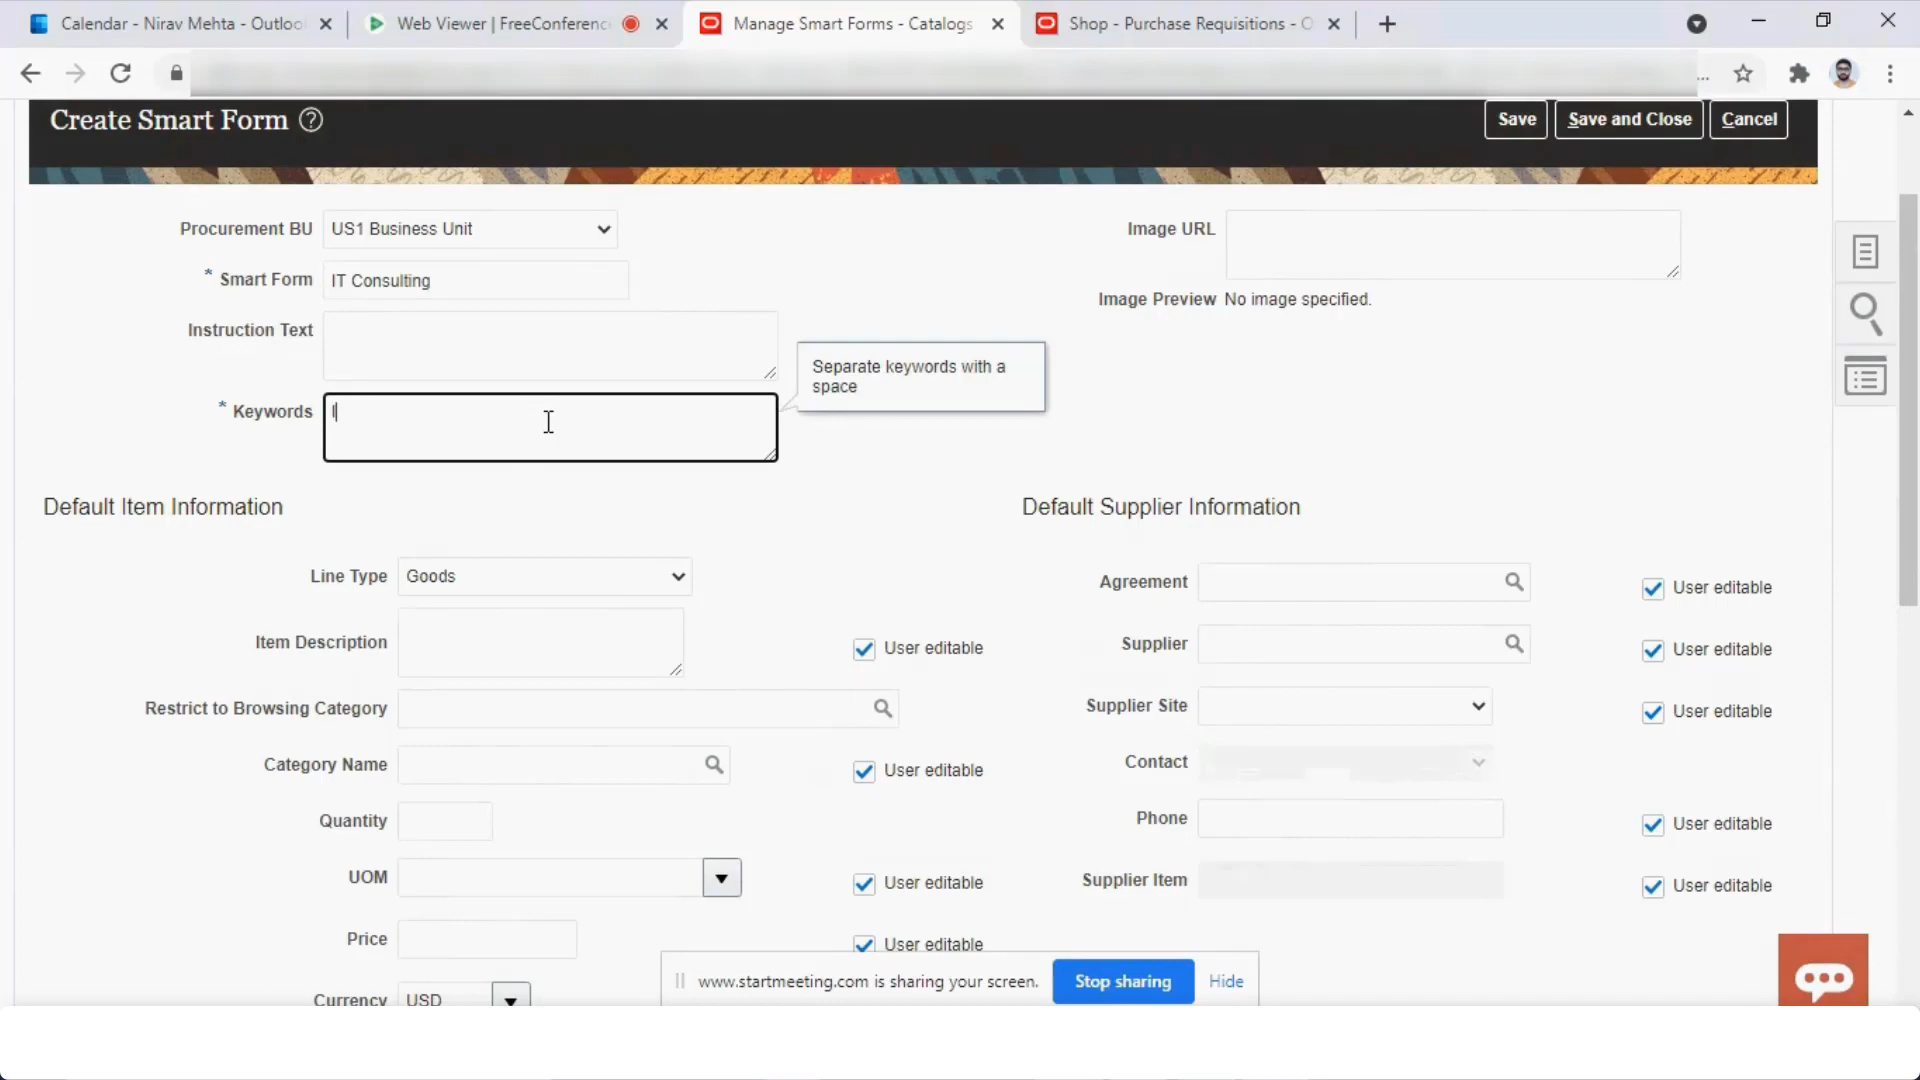 Calendar - Nirav Mehta - Outloo
Web Viewer | FreeConferenc
Manage Smart Forms - Catalogs
Shop - Purchase Requisitions - O
...
Create Smart Form ?
Save
Save and Close
Cancel
Procurement BU US1 Business Unit
* Smart Form IT Consulting
Instruction Text
* Keywords I
Separate keywords with a
space
Image URL
Image Preview No image specified.
Default Item Information
Line Type Goods
Item Description User editable
Restrict to Browsing Category
Category Name User editable
Quantity
UOM User editable
Price User editable
Currency USD
Default Supplier Information
Agreement User editable
Supplier User editable
Supplier Site User editable
Contact
Phone User editable
Supplier Item User editable
www.startmeeting.com is sharing your screen. Stop sharing Hide